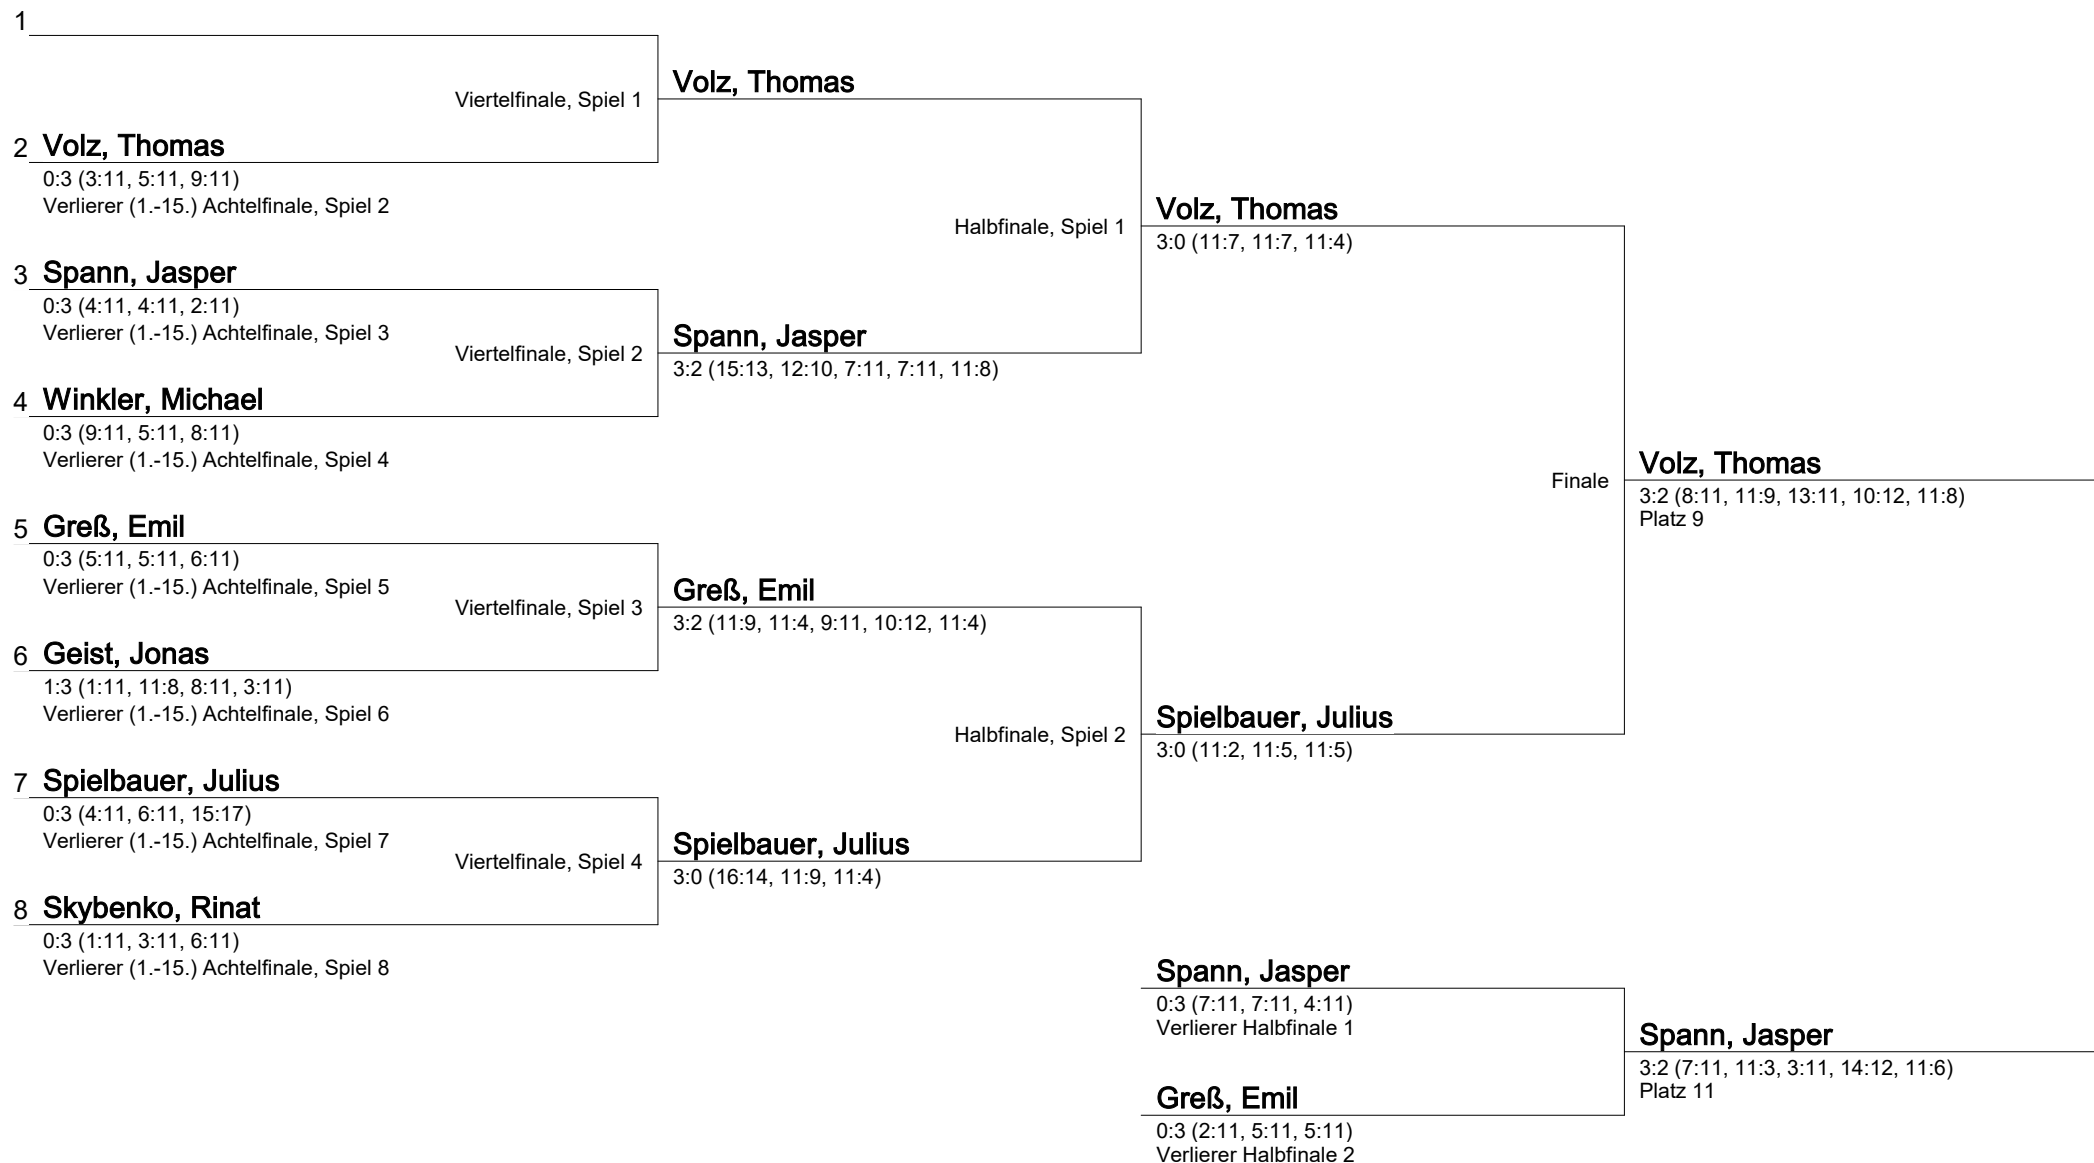 1
Viertelfinale, Spiel 1
Volz, Thomas
2 Volz, Thomas
0:3 (3:11, 5:11, 9:11)
Verlierer (1.-15.) Achtelfinale, Spiel 2
Halbfinale, Spiel 1
Volz, Thomas
3:0 (11:7, 11:7, 11:4)
3 Spann, Jasper
0:3 (4:11, 4:11, 2:11)
Verlierer (1.-15.) Achtelfinale, Spiel 3
Viertelfinale, Spiel 2
Spann, Jasper
3:2 (15:13, 12:10, 7:11, 7:11, 11:8)
4 Winkler, Michael
0:3 (9:11, 5:11, 8:11)
Verlierer (1.-15.) Achtelfinale, Spiel 4
Finale
Volz, Thomas
3:2 (8:11, 11:9, 13:11, 10:12, 11:8)
Platz 9
5 Greß, Emil
0:3 (5:11, 5:11, 6:11)
Verlierer (1.-15.) Achtelfinale, Spiel 5
Viertelfinale, Spiel 3
Greß, Emil
3:2 (11:9, 11:4, 9:11, 10:12, 11:4)
6 Geist, Jonas
1:3 (1:11, 11:8, 8:11, 3:11)
Verlierer (1.-15.) Achtelfinale, Spiel 6
Halbfinale, Spiel 2
Spielbauer, Julius
3:0 (11:2, 11:5, 11:5)
7 Spielbauer, Julius
0:3 (4:11, 6:11, 15:17)
Verlierer (1.-15.) Achtelfinale, Spiel 7
Viertelfinale, Spiel 4
Spielbauer, Julius
3:0 (16:14, 11:9, 11:4)
8 Skybenko, Rinat
0:3 (1:11, 3:11, 6:11)
Verlierer (1.-15.) Achtelfinale, Spiel 8
Spann, Jasper
0:3 (7:11, 7:11, 4:11)
Verlierer Halbfinale 1
Spann, Jasper
3:2 (7:11, 11:3, 3:11, 14:12, 11:6)
Platz 11
Greß, Emil
0:3 (2:11, 5:11, 5:11)
Verlierer Halbfinale 2